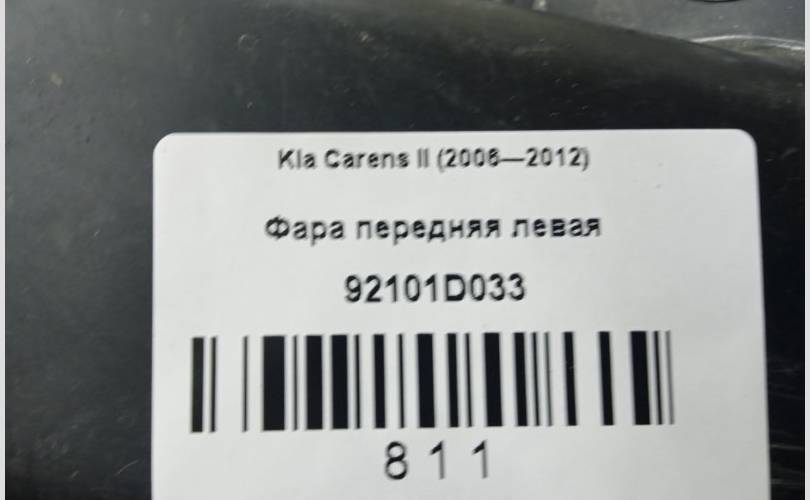 Kia Carens II (2006—2012)
Фара передняя левая
92101D033
811